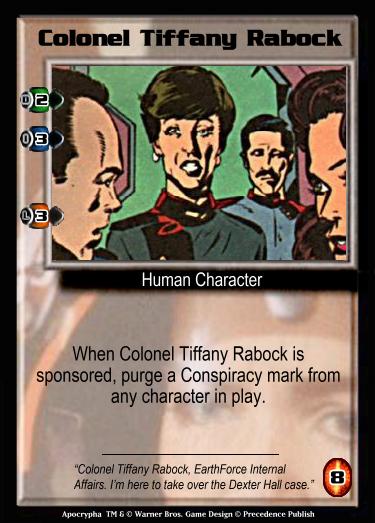 Colonel Tiffany Rabock
D 2
I 3
L 3
Human Character
When Colonel Tiffany Rabock is
sponsored, purge a Conspiracy mark from
any character in play.
“Colonel Tiffany Rabock, EarthForce Internal
Affairs. I'm here to take over the Dexter Hall case.”
8
Apocrypha TM & © Warner Bros. Game Design © Precedence Publish